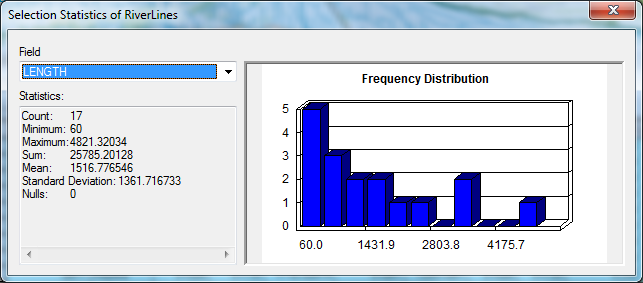 Selection Statistics of RiverLines
Field
LENGTH
Statistics:
Count: 17
Minimum: 60
Maximum: 4821.32034
Sum: 25785.20128
Mean: 1516.776546
Standard Deviation: 1361.716733
Nulls: 0
Frequency Distribution
5
4
3
2
1
0
60.0 1431.9 2803.8 4175.7